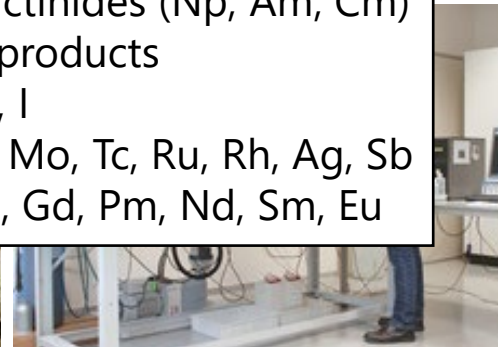 ctinides (Np, Am, Cm)
products
, I
Mo, Tc, Ru, Rh, Ag, Sb
, Gd, Pm, Nd, Sm, Eu